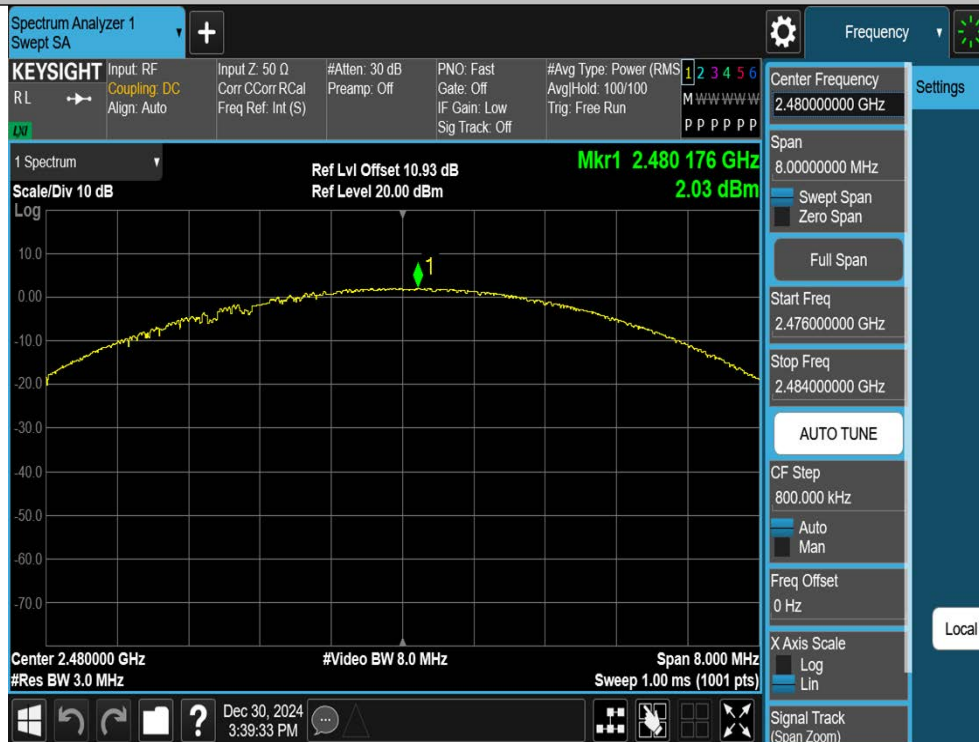 Spectrum Analyzer 1
Swept SA
+
Frequency
KEYSIGHT
RL
LXI
Input: RF
Coupling: DC
Align: Auto
Input Z: 50 Ω
Corr CCorr RCal
Freq Ref: Int (S)
#Atten: 30 dB
Preamp: Off
PNO: Fast
Gate: Off
IF Gain: Low
Sig Track: Off
#Avg Type: Power (RMS
Avg|Hold: 100/100
Trig: Free Run
1 2 3 4 5 6
M W W W W W
P P P P P P
1 Spectrum
Scale/Div 10 dB
Log
Ref Lvl Offset 10.93 dB
Ref Level 20.00 dBm
Mkr1 2.480 176 GHz
2.03 dBm
1
10.0
0.00
-10.0
-20.0
-30.0
-40.0
-50.0
-60.0
-70.0
Center 2.480000 GHz
#Res BW 3.0 MHz
#Video BW 8.0 MHz
Span 8.000 MHz
Sweep 1.00 ms (1001 pts)
?
Dec 30, 2024
3:39:33 PM
Center Frequency
2.480000000 GHz
Span
8.00000000 MHz
Swept Span
Zero Span
Full Span
Start Freq
2.476000000 GHz
Stop Freq
2.484000000 GHz
AUTO TUNE
CF Step
800.000 kHz
Auto
Man
Freq Offset
0 Hz
X Axis Scale
Log
Lin
Signal Track
(Span Zoom)
Settings
Local